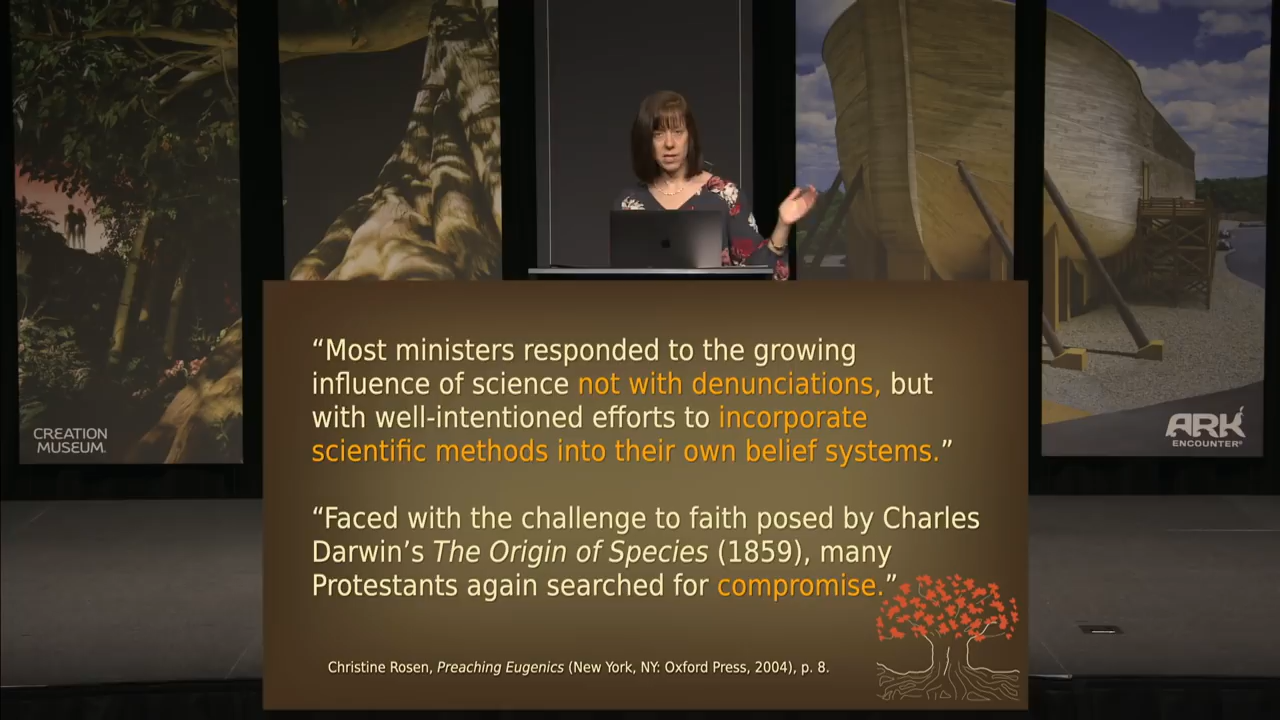 CREATION
MUSEUM
ARK
ENCOUNTER
“Most ministers responded to the growing
influence of science not with denunciations, but
with well-intentioned efforts to incorporate
scientific methods into their own belief systems.”
“Faced with the challenge to faith posed by Charles
Darwin’s The Origin of Species (1859), many
Protestants again searched for compromise.”
Christine Rosen, Preaching Eugenics (New York, NY: Oxford Press, 2004), p. 8.